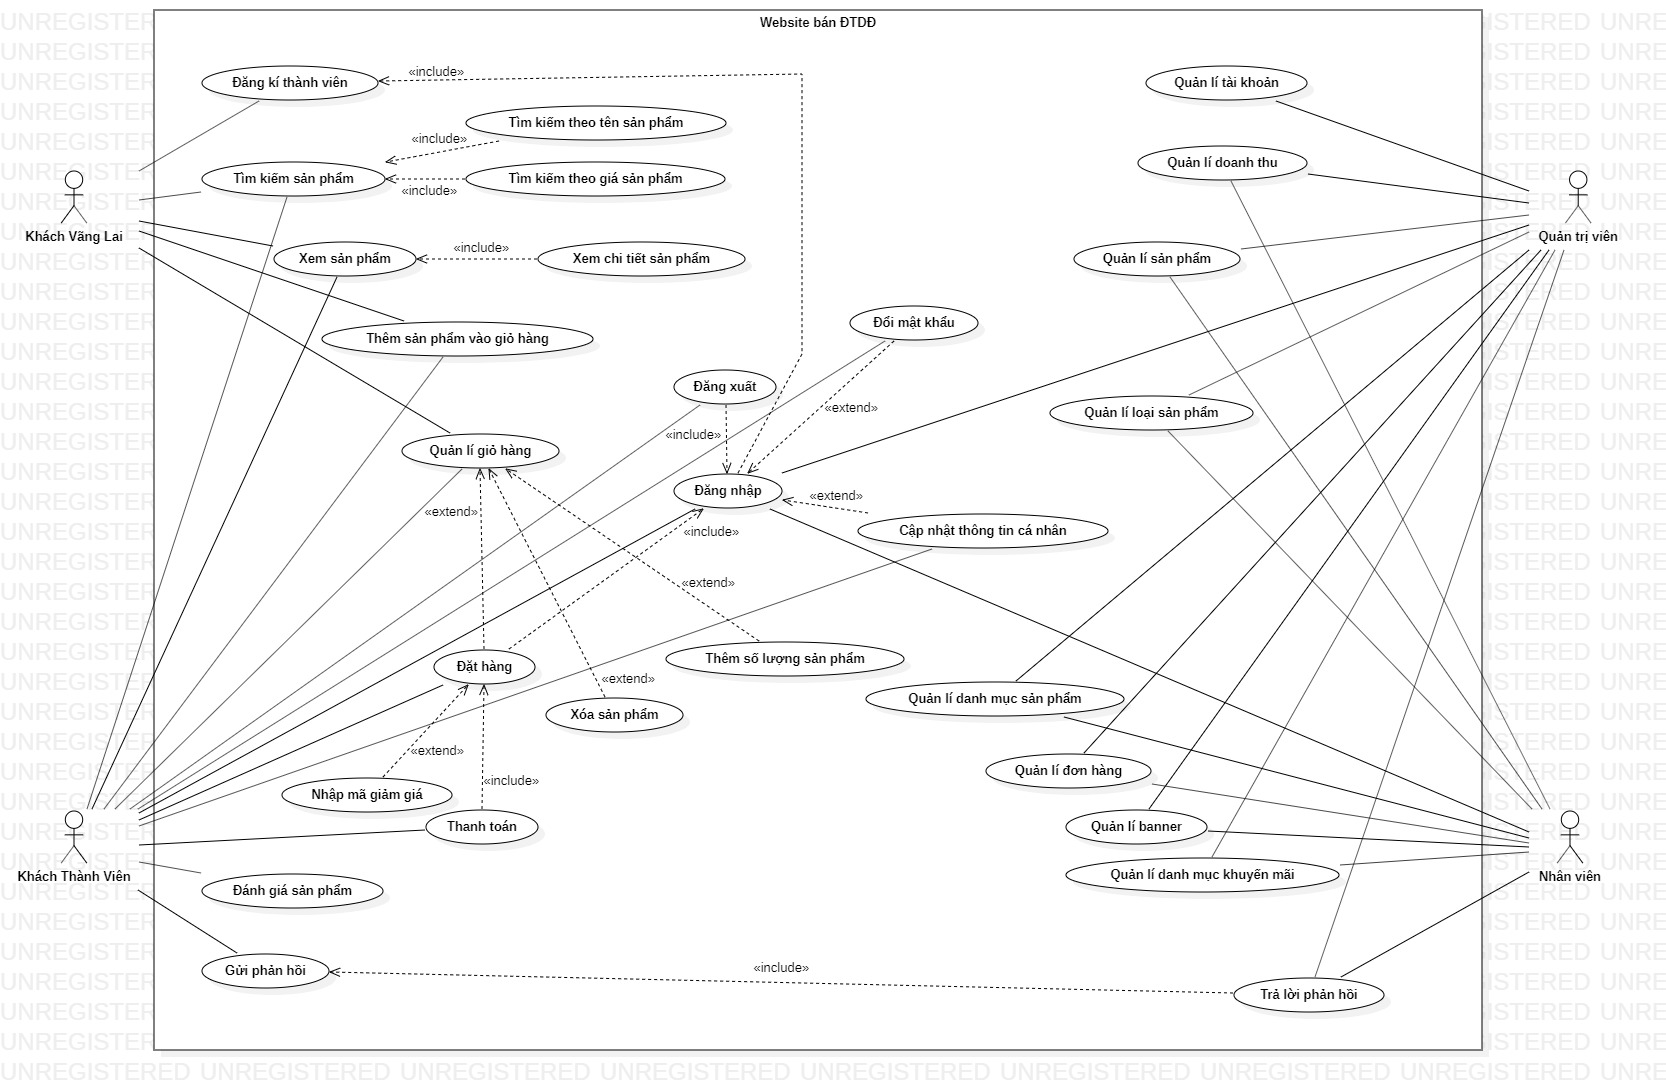 Website bán ĐTDĐ
Đăng kí thành viên
«include»
Quản lí tài khoản
Tìm kiếm theo tên sản phẩm
«include»
Quản lí doanh thu
Tìm kiếm sản phẩm
Tìm kiếm theo giá sản phẩm
«include»
Khách Vãng Lai
Quản trị viên
«include»
Xem sản phẩm
Xem chi tiết sản phẩm
Quản lí sản phẩm
Đổi mật khẩu
Thêm sản phẩm vào giỏ hàng
Đăng xuất
«extend»
Quản lí loại sản phẩm
«include»
Quản lí giỏ hàng
Đăng nhập
«extend»
«extend»
«include»
Cập nhật thông tin cá nhân
«extend»
Đặt hàng
Thêm số lượng sản phẩm
«extend»
Quản lí danh mục sản phẩm
Xóa sản phẩm
«extend»
Quản lí đơn hàng
«include»
Nhập mã giảm giá
Thanh toán
Quản lí banner
Khách Thành Viên
Quản lí danh mục khuyến mãi
Nhân viên
Đánh giá sản phẩm
Gửi phản hồi
«include»
Trả lời phản hồi
UNREGISTERED UNREGISTERED UNREGISTERED UNREGISTERED UNREGISTERED UNREGISTERED UNREGISTERED UNREGISTERED UNRE